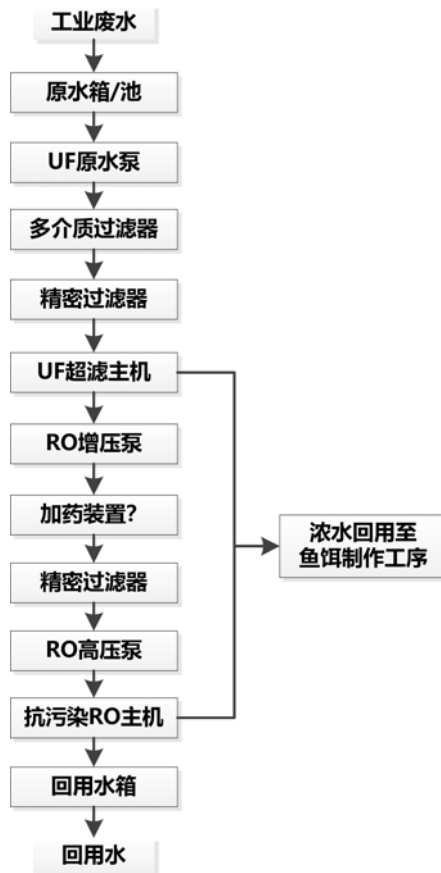 工业废水
原水箱/池
UF原水泵
多介质过滤器
精密过滤器
UF超滤主机
RO增压泵
加药装置?
浓水回用至
鱼饵制作工序
精密过滤器
RO高压泵
抗污染RO主机
回用水箱
回用水